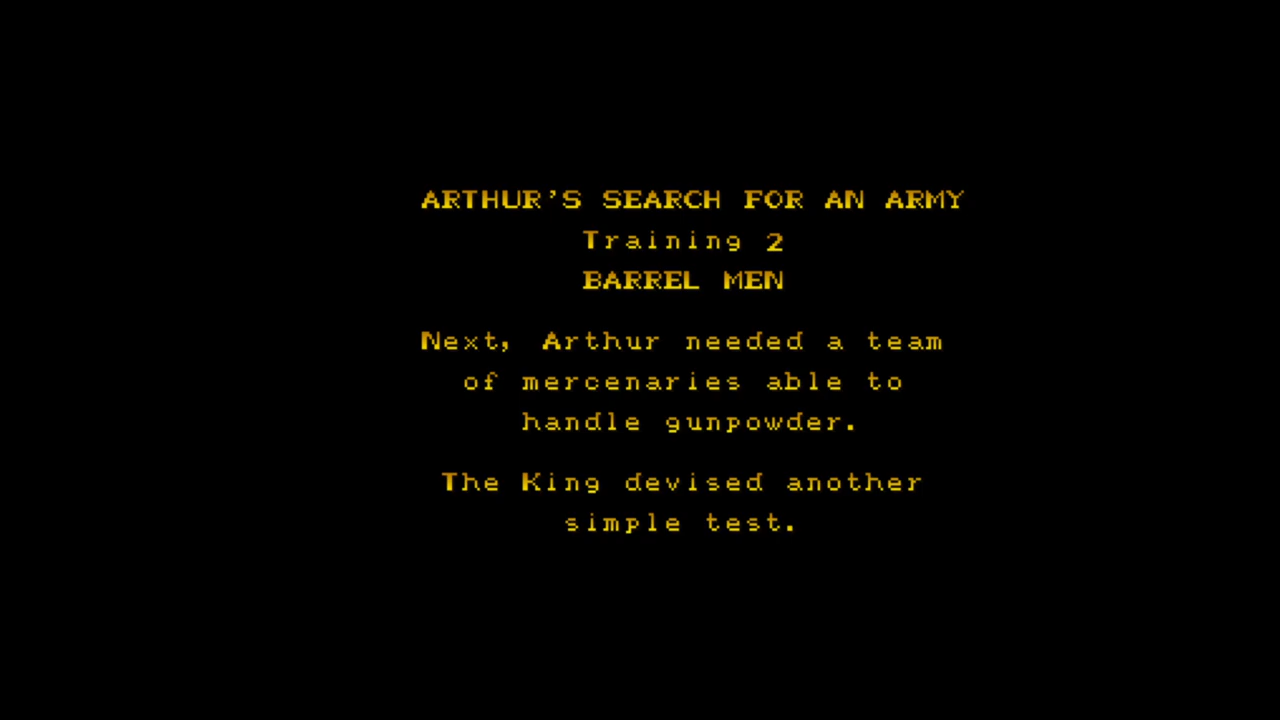 ARTHUR'S SEARCH FOR AN ARMY
Training 2
BARREL MEN
Next, Arthur needed a team
of mercenaries able to
handle gunpowder.
The King devised another
simple test.